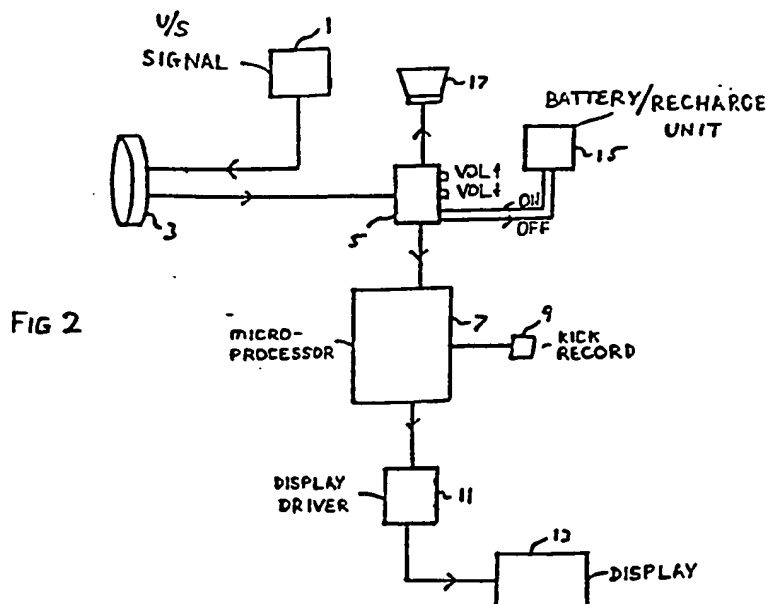 U/S
SIGNAL
1
17
BATTERY/RECHARGE
UNIT
15
VOL↑
VOL↓
ON
OFF
3
5
FIG 2
MICRO-
PROCESSOR
7
9
KICK
RECORD
DISPLAY
DRIVER
11
13
DISPLAY